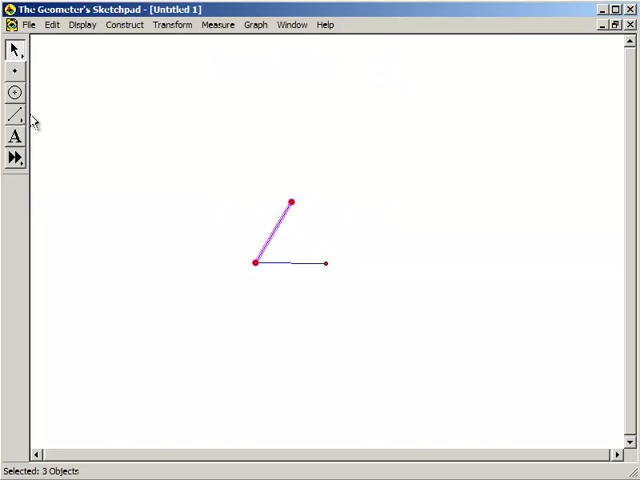 The Geometer's Sketchpad - [Untitled 1]
File Edit Display Construct Transform Measure Graph Window Help
A
Selected: 3 Objects